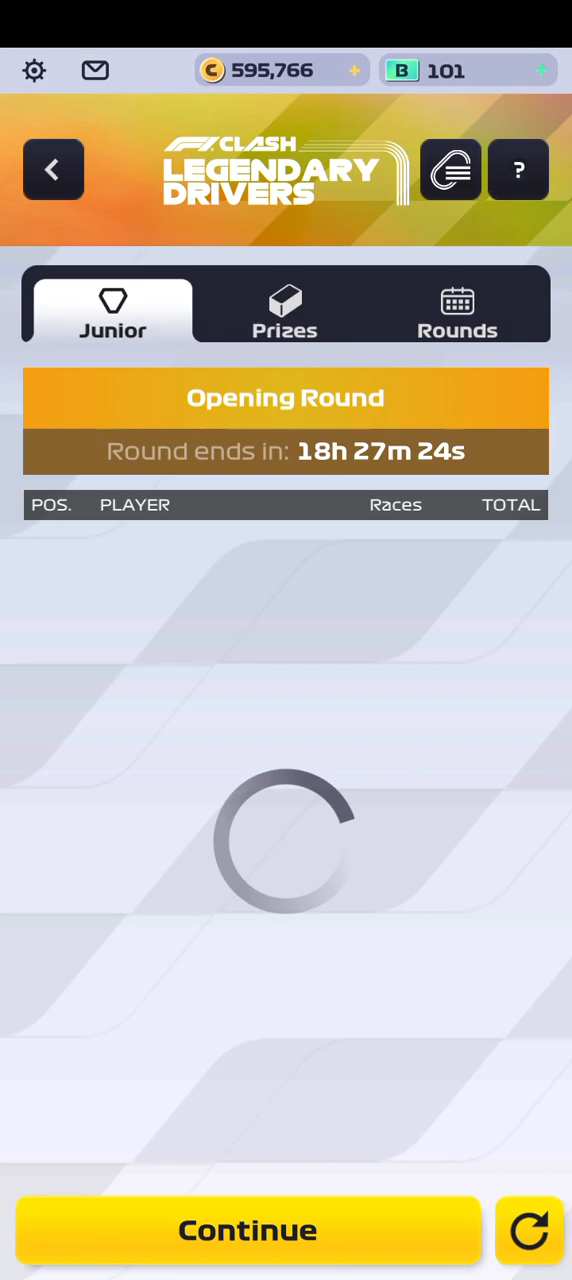 C 595,766 + B 101 +
F1 CLASH
LEGENDARY
DRIVERS
?
Junior Prizes Rounds
Opening Round
Round ends in: 18h 27m 24s
POS. PLAYER Races TOTAL
Continue